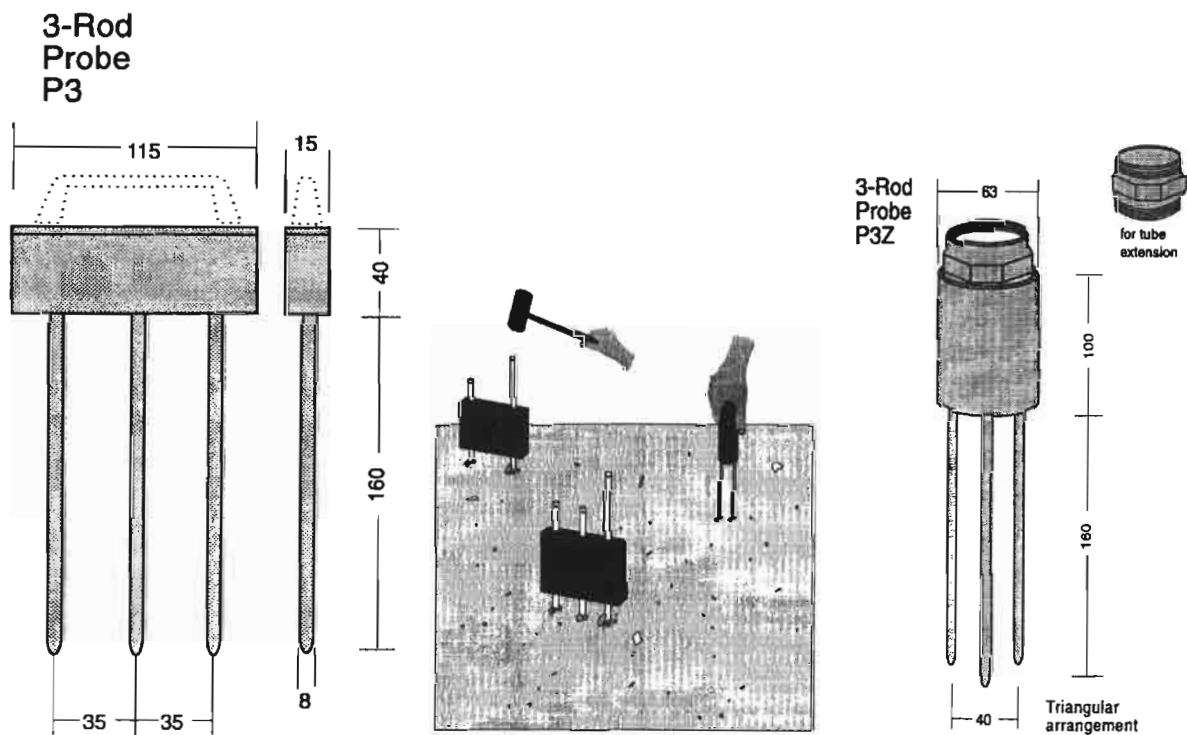 3-Rod
Probe
P3
115
15
40
160
8
35
35
3-Rod
Probe
P3Z
63
for tube
extension
100
160
40
Triangular
arrangement